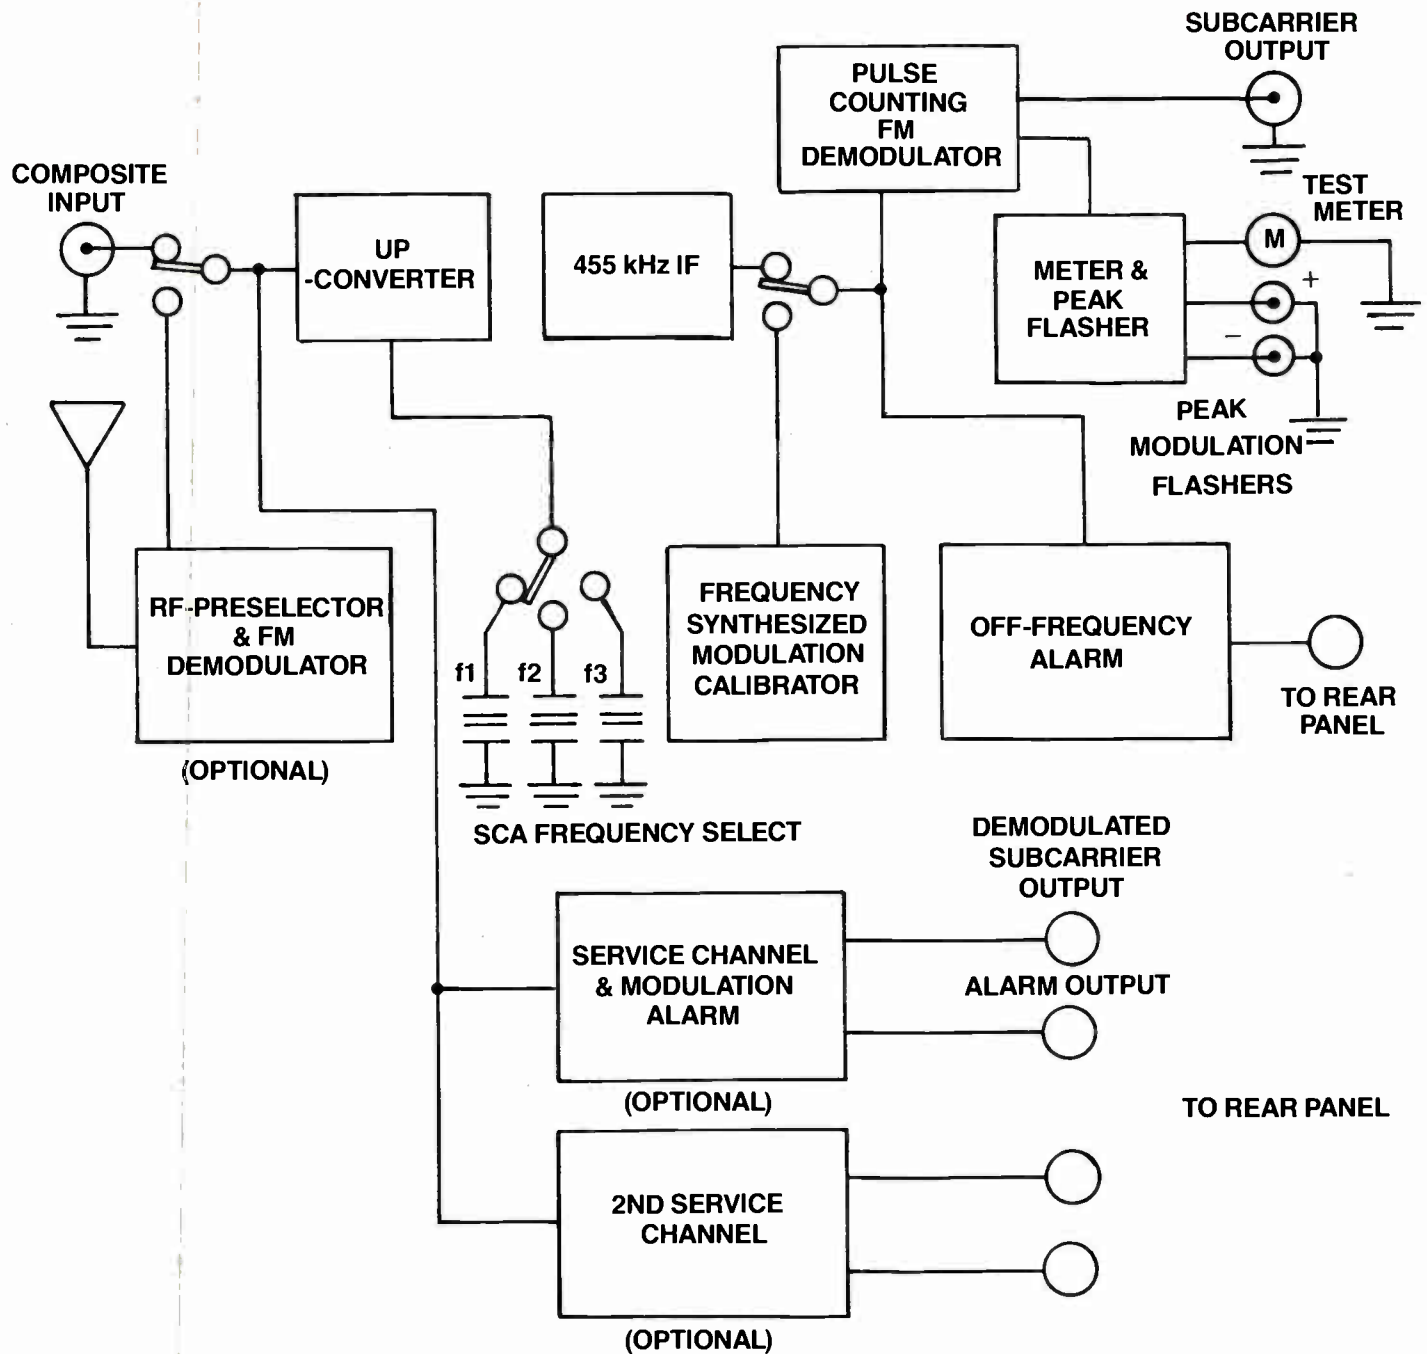 SUBCARRIER
OUTPUT
PULSE
COUNTING
FM
DEMODULATOR
COMPOSITE
INPUT
UP
-CONVERTER
455 kHz IF
TEST
METER
M
METER &
PEAK
FLASHER
+
–
PEAK
MODULATION
FLASHERS
RF-PRESELECTOR
& FM
DEMODULATOR
(OPTIONAL)
f1
f2
f3
SCA FREQUENCY SELECT
FREQUENCY
SYNTHESIZED
MODULATION
CALIBRATOR
OFF-FREQUENCY
ALARM
TO REAR
PANEL
DEMODULATED
SUBCARRIER
OUTPUT
SERVICE CHANNEL
& MODULATION
ALARM
ALARM OUTPUT
(OPTIONAL)
TO REAR PANEL
2ND SERVICE
CHANNEL
(OPTIONAL)